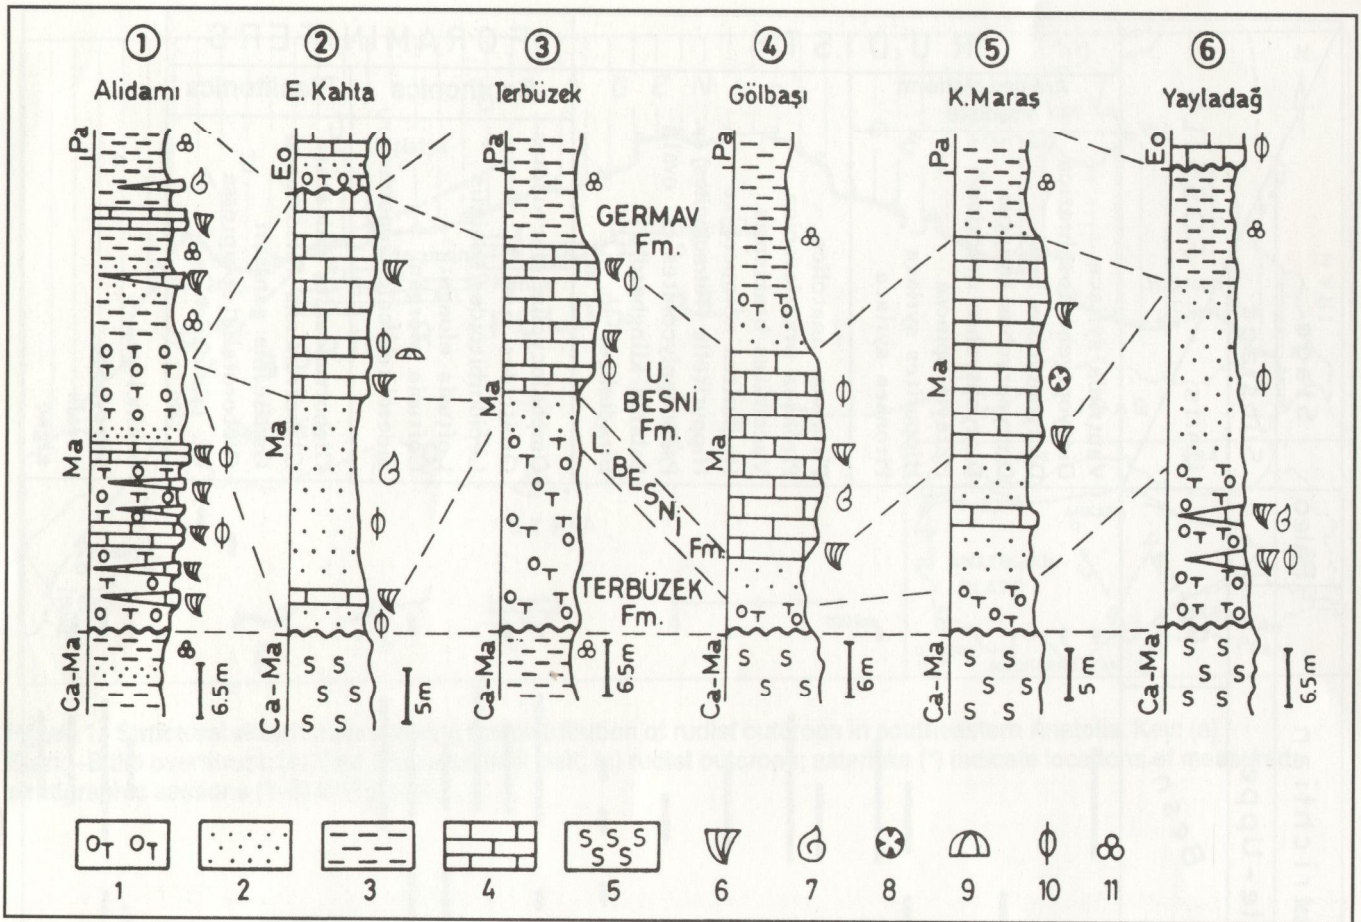 1 2 3 4 5 6
Alidamı E. Kahta Terbüzek Gölbaşı K.Maraş Yayladağ
Pa Eo Pa Pa Eo
GERMAV
Fm.
U.
BESNİ
Fm.
Ma Ma Ma Ma Ma
L. BESNİ Fm.
TERBÜZEK
Fm.
Ca-Ma Ca-Ma Ca-Ma Ca-Ma Ca-Ma Ca-Ma
6.5m 5m 6.5m 5m 5m 6.5m
1 2 3 4 5 6 7 8 9 10 11